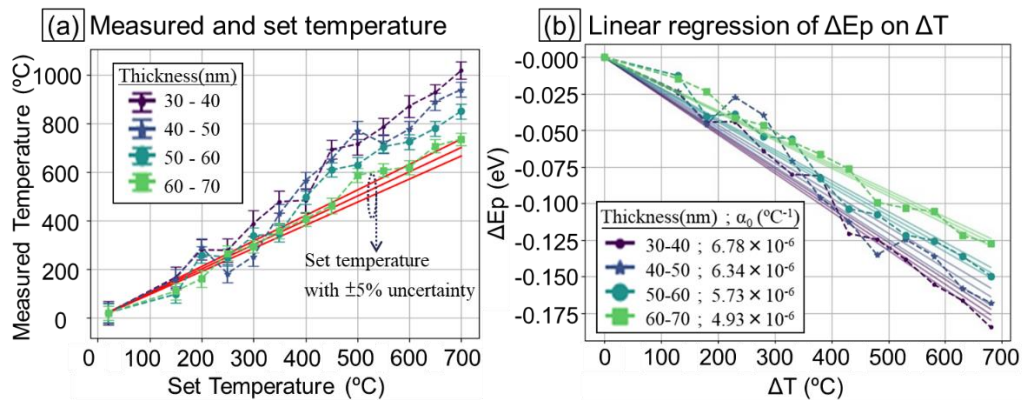 (a) Measured and set temperature
Measured Temperature (ºC)
1000
800
600
400
200
0
Thickness(nm)
30 - 40
40 - 50
50 - 60
60 - 70
Set temperature
with ±5% uncertainty
0 100 200 300 400 500 600 700
Set Temperature (ºC)
(b) Linear regression of ΔEp on ΔT
ΔEp (eV)
-0.000
-0.025
-0.050
-0.075
-0.100
-0.125
-0.150
-0.175
Thickness(nm) ; α₀ (ºC⁻¹)
30-40 ; 6.78 × 10⁻⁶
40-50 ; 6.34 × 10⁻⁶
50-60 ; 5.73 × 10⁻⁶
60-70 ; 4.93 × 10⁻⁶
0 100 200 300 400 500 600 700
ΔT (ºC)